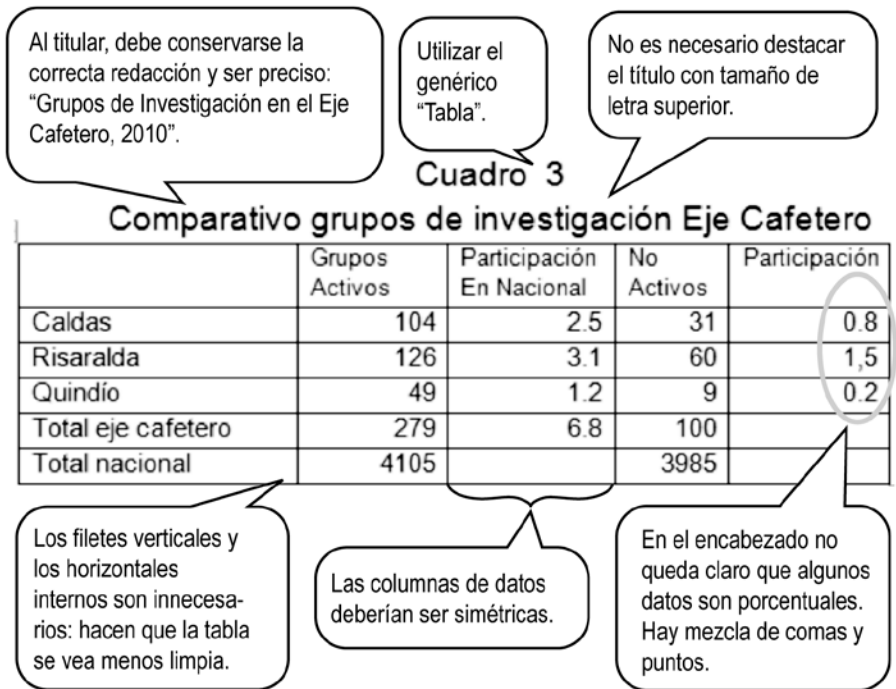 Al titular, debe conservarse la
correcta redacción y ser preciso:
“Grupos de Investigación en el Eje
Cafetero, 2010”.
Utilizar el
genérico
“Tabla”.
No es necesario destacar
el título con tamaño de
letra superior.
Cuadro 3
Comparativo grupos de investigación Eje Cafetero
Grupos Activos Participación En Nacional No Activos Participación
Caldas 104 2.5 31 0.8
Risaralda 126 3.1 60 1,5
Quindío 49 1.2 9 0.2
Total eje cafetero 279 6.8 100
Total nacional 4105 3985
Los filetes verticales y
los horizontales
internos son innecesa-
rios: hacen que la tabla
se vea menos limpia.
Las columnas de datos
deberían ser simétricas.
En el encabezado no
queda claro que algunos
datos son porcentuales.
Hay mezcla de comas y
puntos.